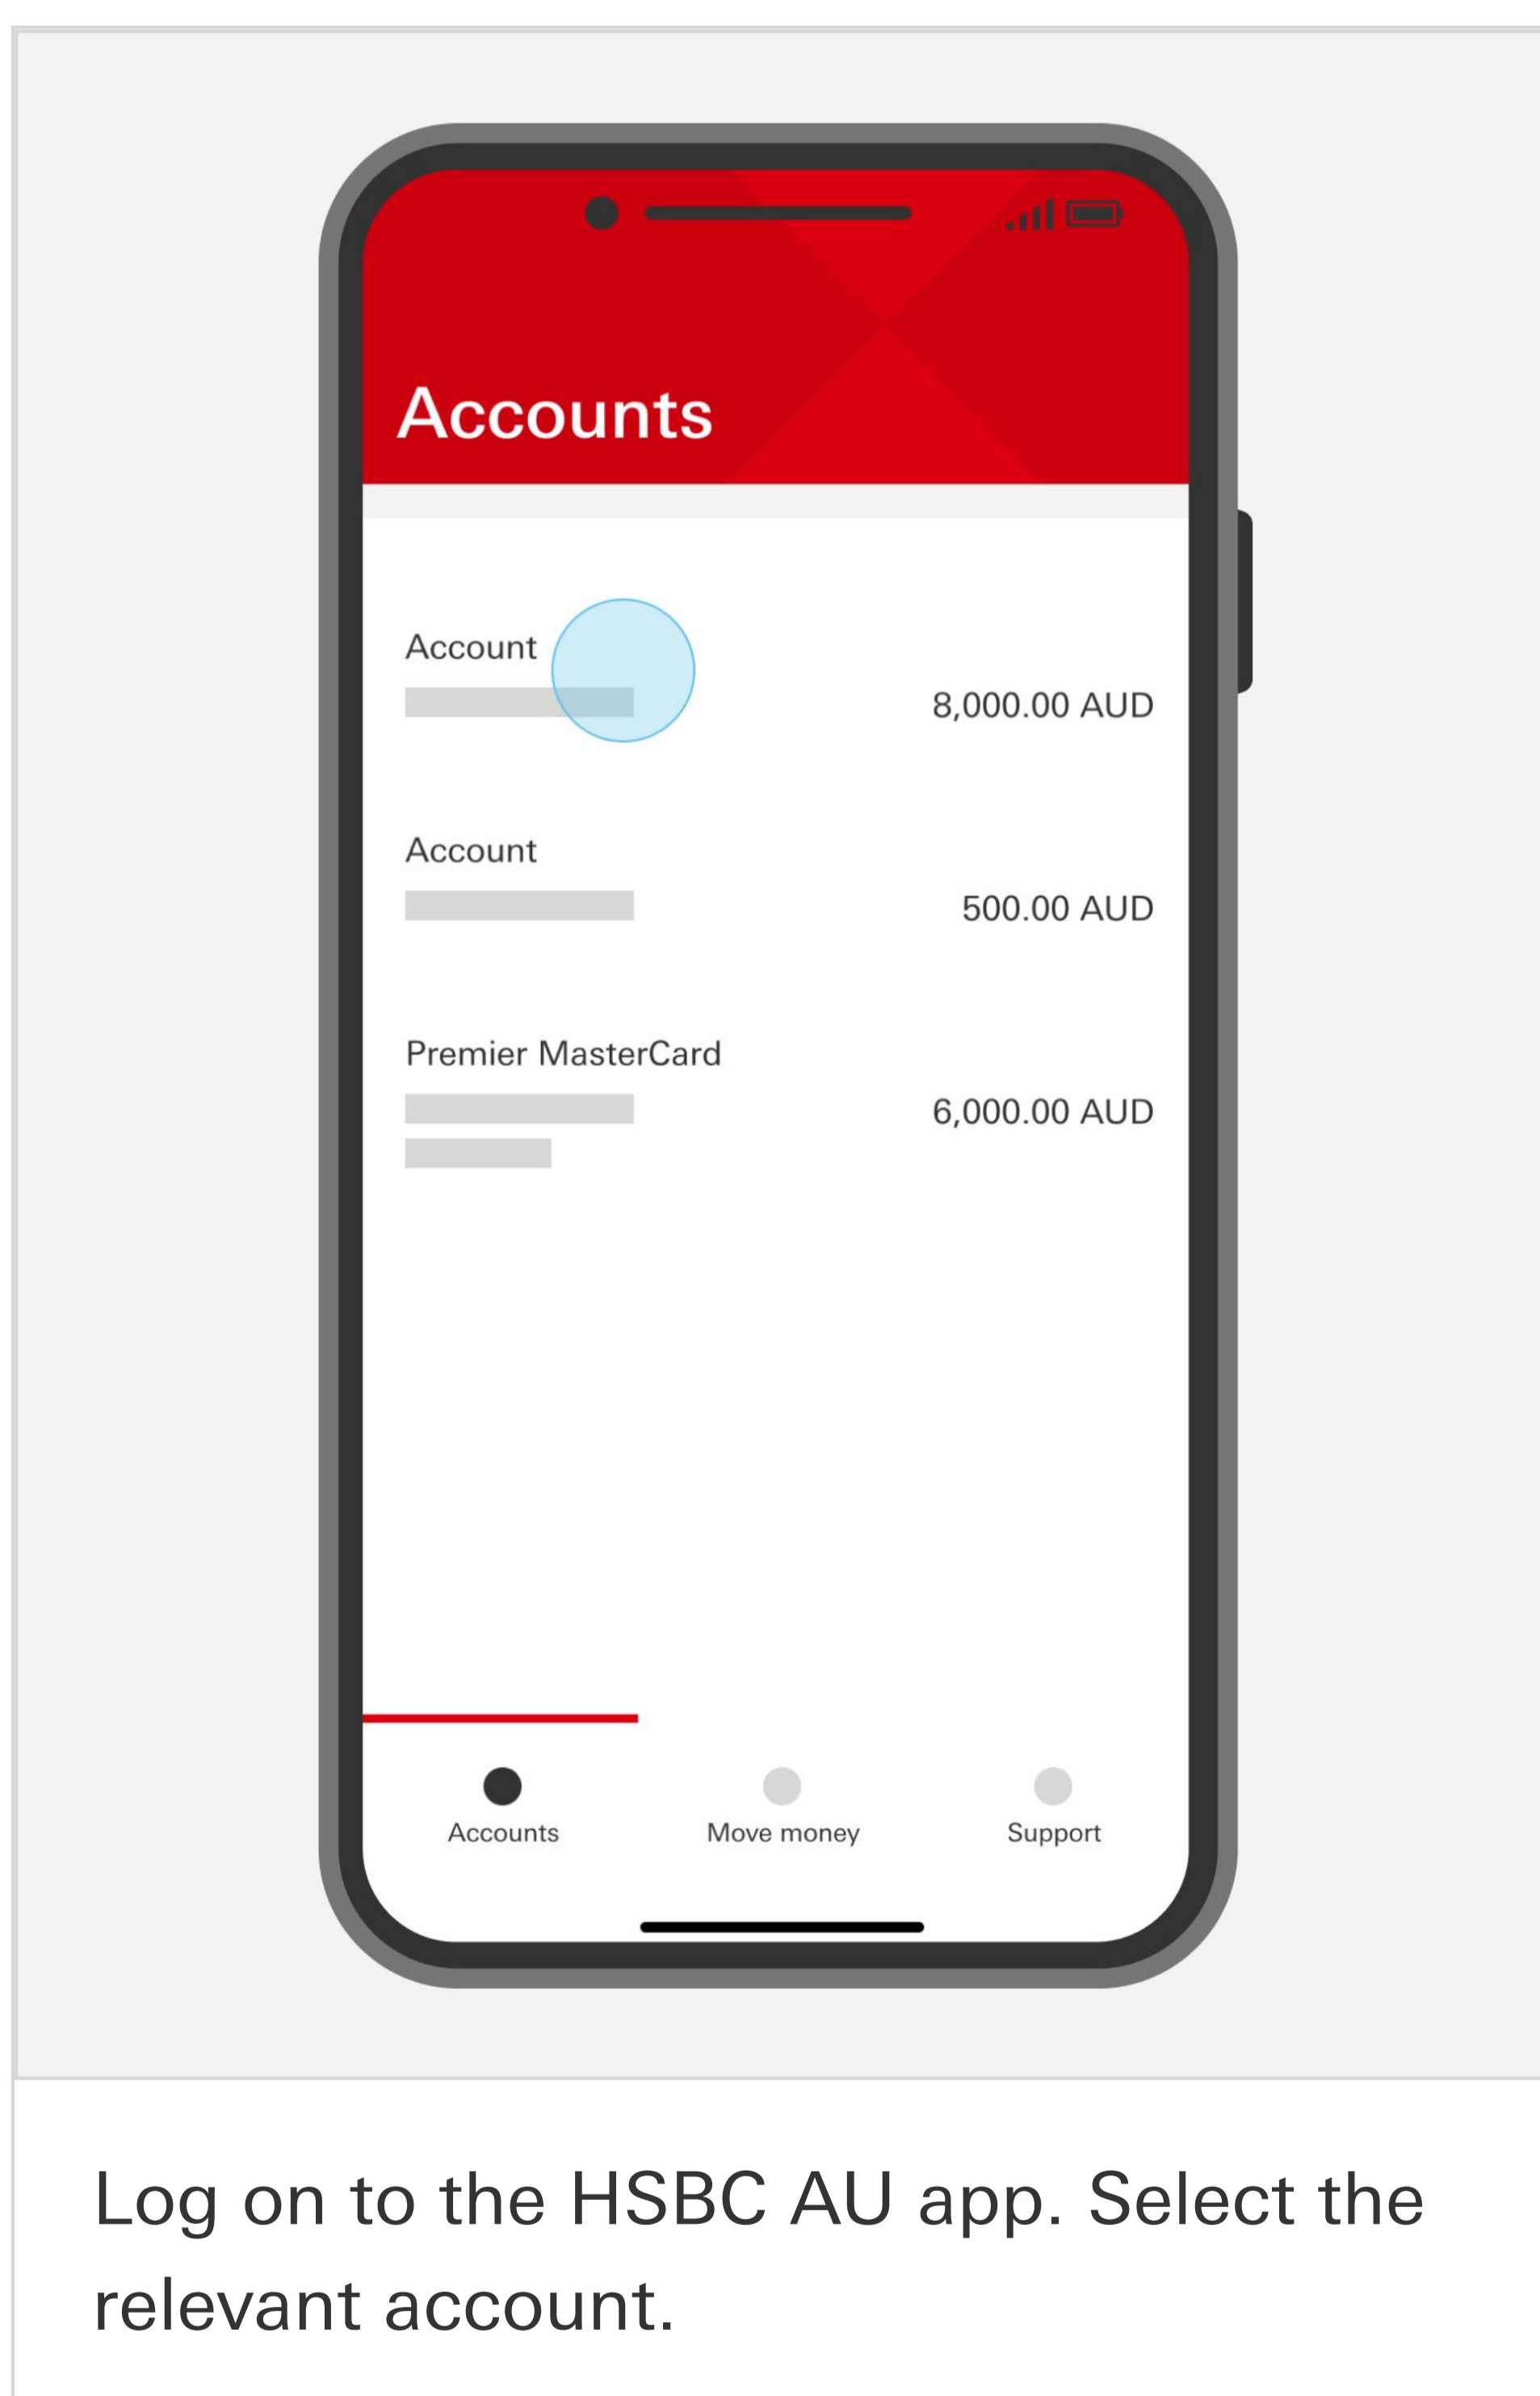 Accounts
Account
8,000.00 AUD
Account
500.00 AUD
Premier MasterCard
6,000.00 AUD
Accounts
Move money
Support
Log on to the HSBC AU app. Select the
relevant account.